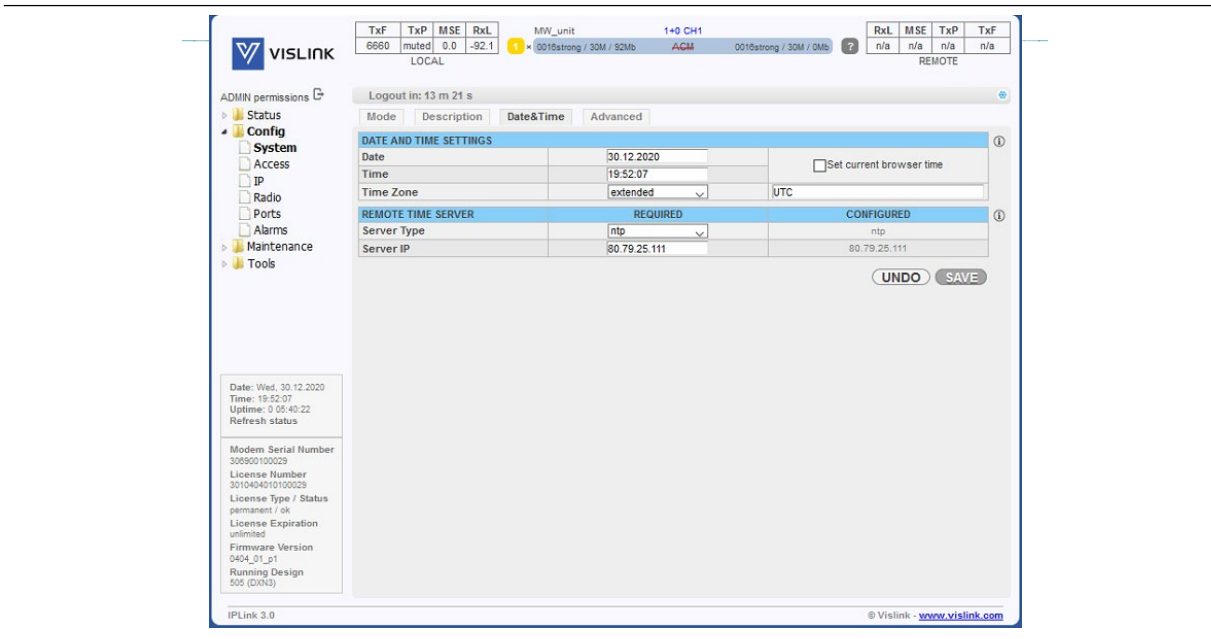 TxF TxP MSE RxL MW_unit 1+0 CH1 RxL MSE TxP TxF
6660 muted 0.0 -92.1 1 × 0016strong / 30M / 92Mb ACM 0016strong / 30M / 0Mb ? n/a n/a n/a n/a
LOCAL REMOTE
VISLINK
ADMIN permissions
Status
Config
System
Access
IP
Radio
Ports
Alarms
Maintenance
Tools
Logout in: 13 m 21 s
Mode Description Date&Time Advanced
DATE AND TIME SETTINGS
Date 30.12.2020
Set current browser time
Time 19:52:07
Time Zone extended UTC
REMOTE TIME SERVER REQUIRED CONFIGURED
Server Type ntp ntp
Server IP 80.79.25.111 80.79.25.111
UNDO SAVE
Date: Wed, 30.12.2020
Time: 19:52:07
Uptime: 0 05:40:22
Refresh status
Modem Serial Number
306900100029
License Number
3010404010100029
License Type / Status
permanent / ok
License Expiration
unlimited
Firmware Version
0404_01_p1
Running Design
505 (DXN3)
IPLink 3.0 © Vislink - www.vislink.com